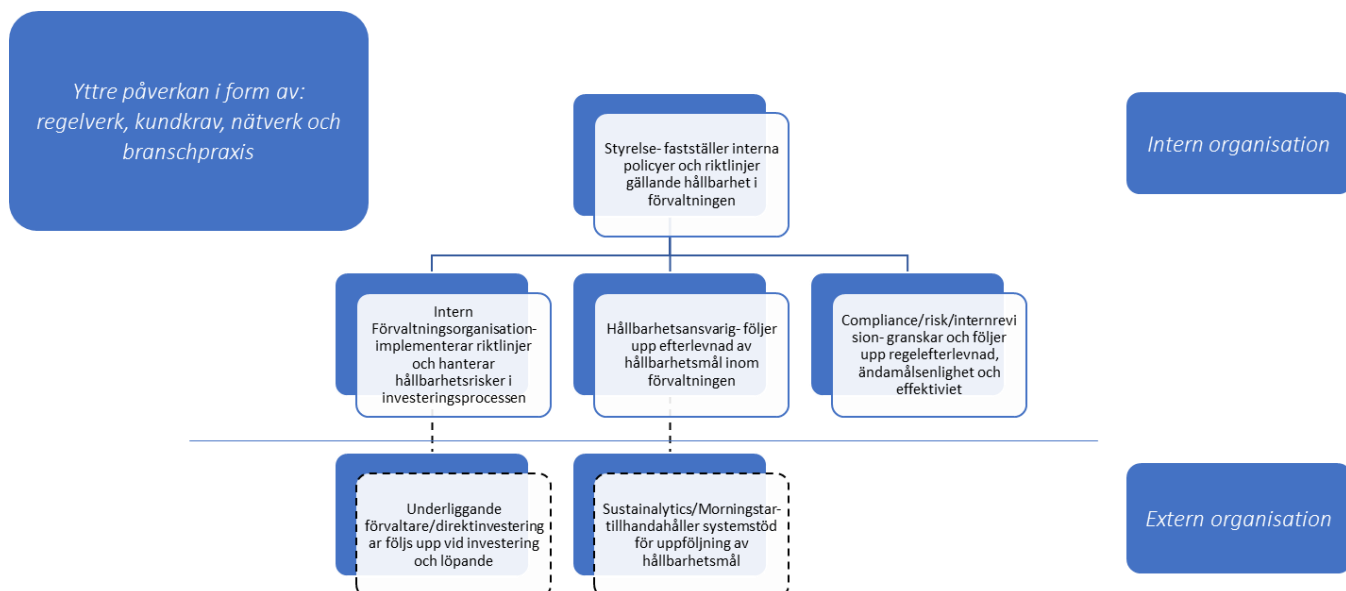 Yttre påverkan i form av:
regelverk, kundkrav, nätverk och
branschpraxis
Styrelse- fastställer interna
policyer och riktlinjer
gällande hållbarhet i
förvaltningen
Intern organisation
Intern
Förvaltningsorganisation-
implementerar riktlinjer
och hanterar
hållbarhetsrisker i
investeringsprocessen
Hållbarhetsansvarig- följer
upp efterlevnad av
hållbarhetsmål inom
förvaltningen
Compliance/risk/internrevi
sion- granskar och följer
upp regelefterlevnad,
ändamålsenlighet och
effektiviet
Underliggande
förvaltare/direktinvestering
ar följs upp vid investering
och löpande
Sustainalytics/Morningstar-
tillhandahåller systemstöd
för uppföljning av
hållbarhetsmål
Extern organisation